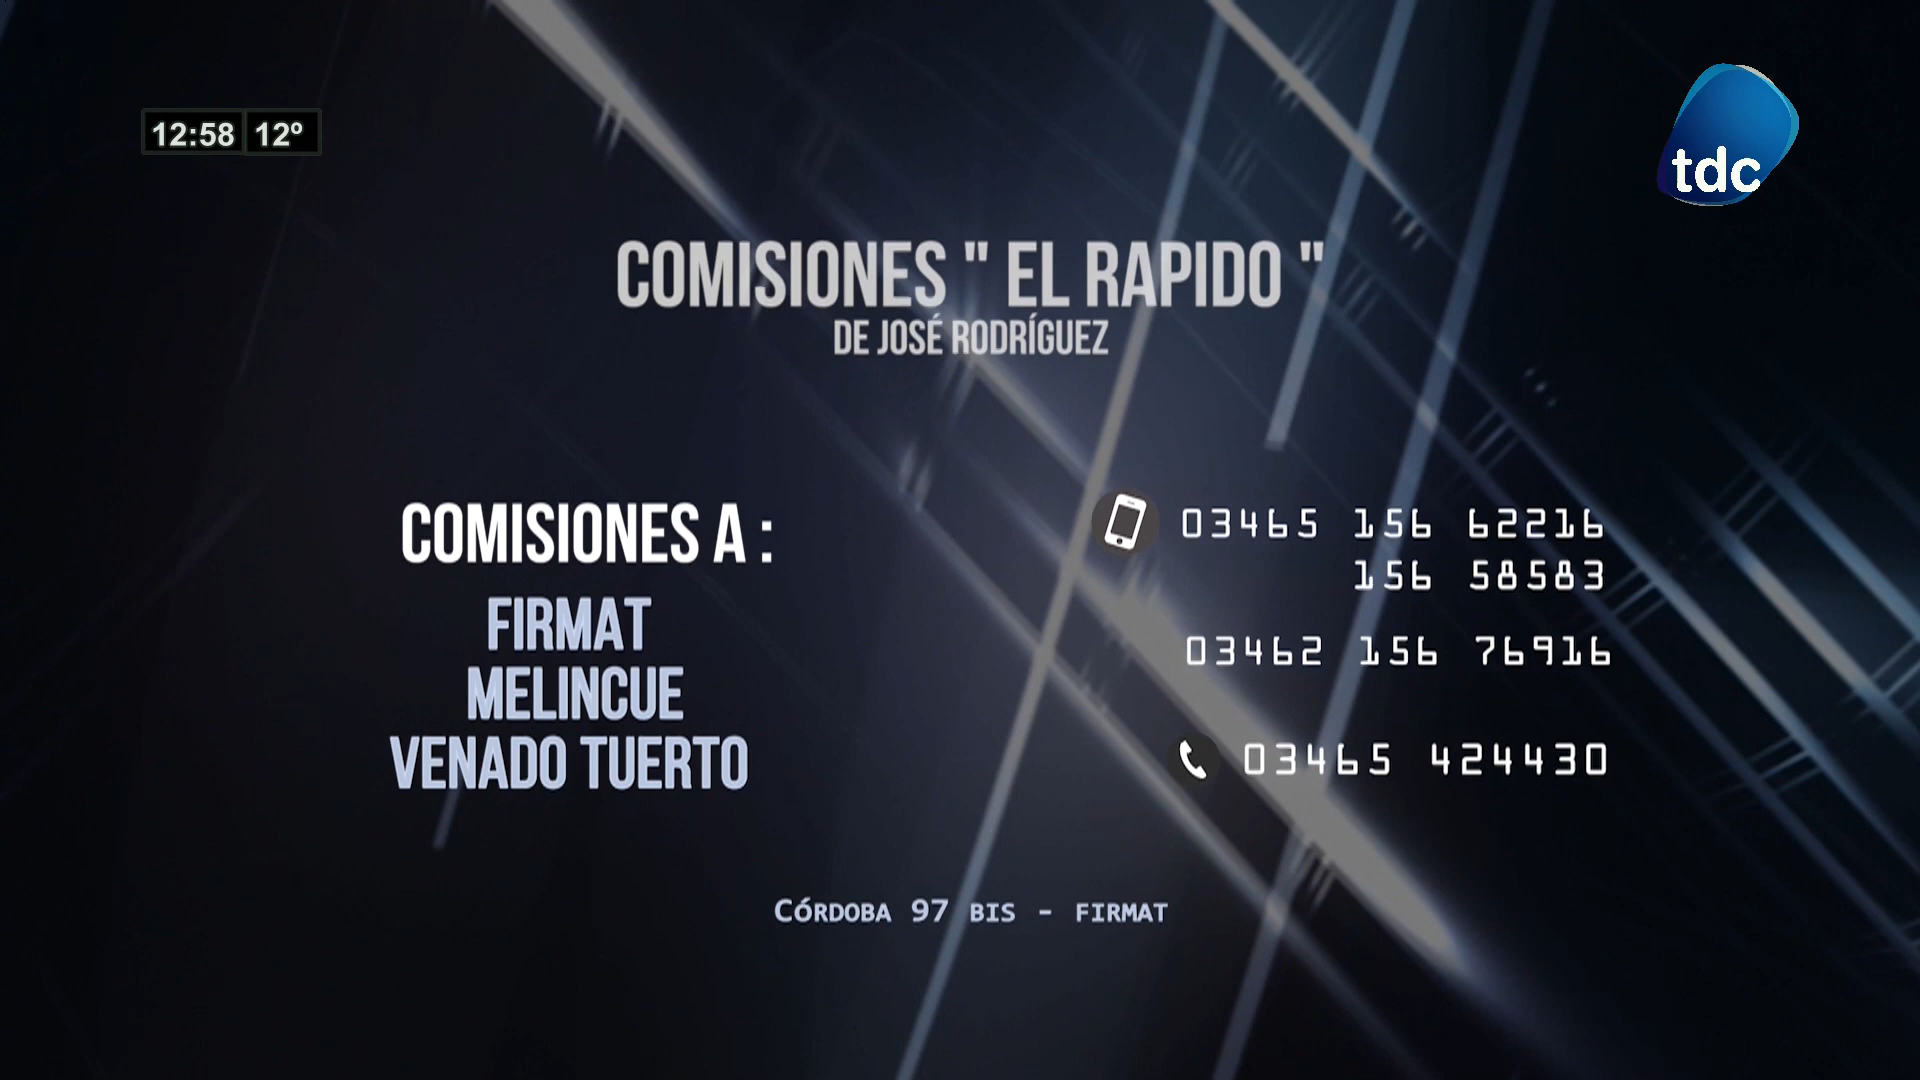 12:58 12º
tdc
COMISIONES " EL RAPIDO "
DE JOSÉ RODRÍGUEZ
COMISIONES A :
FIRMAT
MELINCUE
VENADO TUERTO
03465 156 62216
156 58583
03462 156 76916
03465 424430
CÓRDOBA 97 BIS - FIRMAT